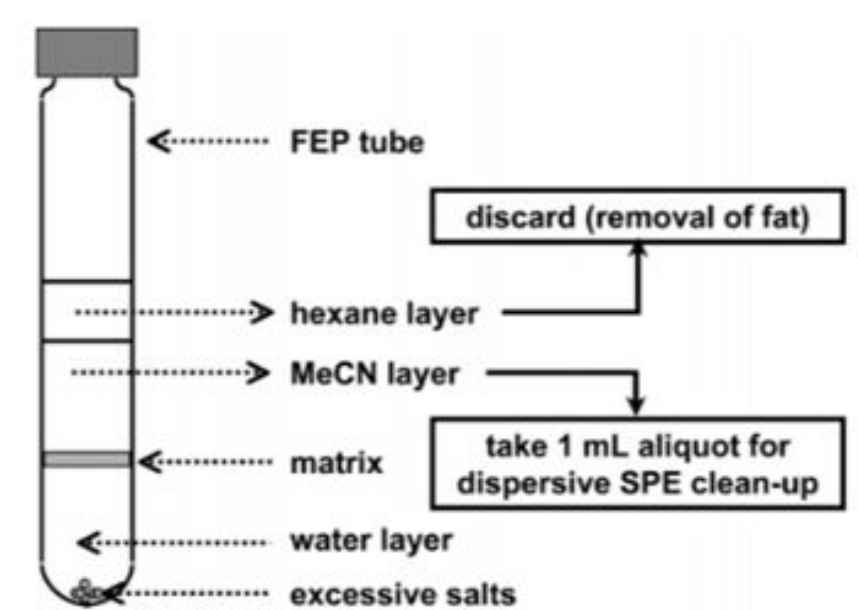 FEP tube
discard (removal of fat)
hexane layer
MeCN layer
take 1 mL aliquot for
dispersive SPE clean-up
matrix
water layer
excessive salts